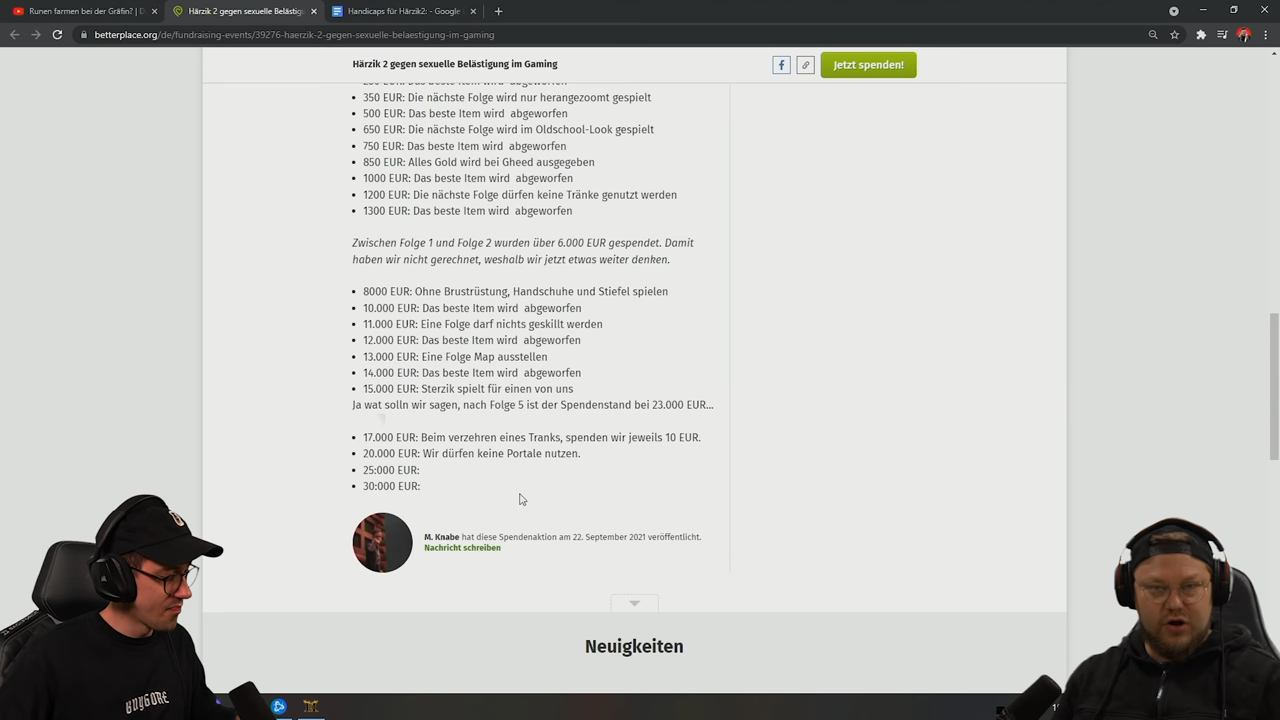 Runen farmen bei der Gräfin? | D
Härzik 2 gegen sexuelle Belästig
Handicaps für Härzik2: - Google
betterplace.org/de/fundraising-events/39276-haerzik-2-gegen-sexuelle-belaestigung-im-gaming
Härzik 2 gegen sexuelle Belästigung im Gaming
Jetzt spenden!
250 EUR: Das beste Item wird abgeworfen
350 EUR: Die nächste Folge wird nur herangezoomt gespielt
500 EUR: Das beste Item wird abgeworfen
650 EUR: Die nächste Folge wird im Oldschool-Look gespielt
750 EUR: Das beste Item wird abgeworfen
850 EUR: Alles Gold wird bei Gheed ausgegeben
1000 EUR: Das beste Item wird abgeworfen
1200 EUR: Die nächste Folge dürfen keine Tränke genutzt werden
1300 EUR: Das beste Item wird abgeworfen
Zwischen Folge 1 und Folge 2 wurden über 6.000 EUR gespendet. Damit
haben wir nicht gerechnet, weshalb wir jetzt etwas weiter denken.
8000 EUR: Ohne Brustrüstung, Handschuhe und Stiefel spielen
10.000 EUR: Das beste Item wird abgeworfen
11.000 EUR: Eine Folge darf nichts geskillt werden
12.000 EUR: Das beste Item wird abgeworfen
13.000 EUR: Eine Folge Map ausstellen
14.000 EUR: Das beste Item wird abgeworfen
15.000 EUR: Sterzik spielt für einen von uns
Ja wat solln wir sagen, nach Folge 5 ist der Spendenstand bei 23.000 EUR...
17.000 EUR: Beim verzehren eines Tranks, spenden wir jeweils 10 EUR.
20.000 EUR: Wir dürfen keine Portale nutzen.
25:000 EUR:
30:000 EUR:
M. Knabe hat diese Spendenaktion am 22. September 2021 veröffentlicht.
Nachricht schreiben
Neuigkeiten